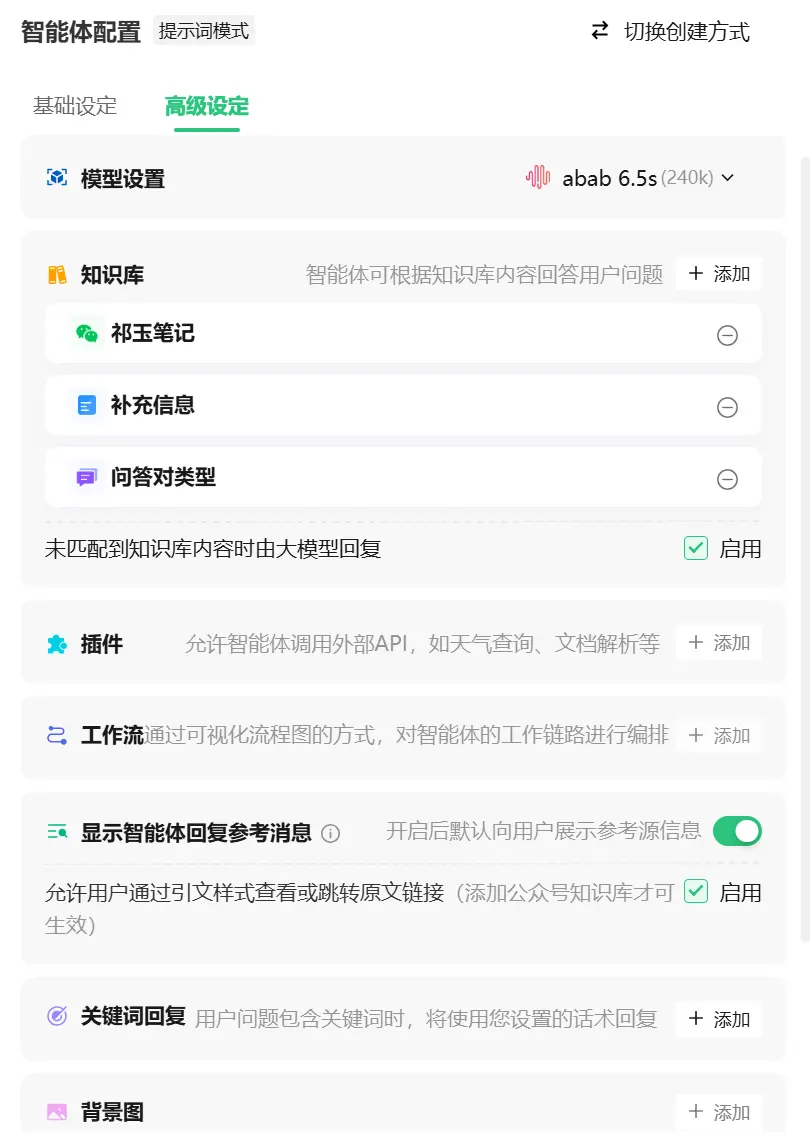 智能体配置 提示词模式 切换创建方式
基础设定 高级设定
模型设置 abab 6.5s(240k)
知识库 智能体可根据知识库内容回答用户问题 + 添加
祁玉笔记
补充信息
问答对类型
未匹配到知识库内容时由大模型回复 启用
插件 允许智能体调用外部API，如天气查询、文档解析等 + 添加
工作流通过可视化流程图的方式，对智能体的工作链路进行编排 + 添加
显示智能体回复参考消息 开启后默认向用户展示参考源信息
允许用户通过引文样式查看或跳转原文链接（添加公众号知识库才可 启用
生效）
关键词回复 用户问题包含关键词时，将使用您设置的话术回复 + 添加
背景图 + 添加